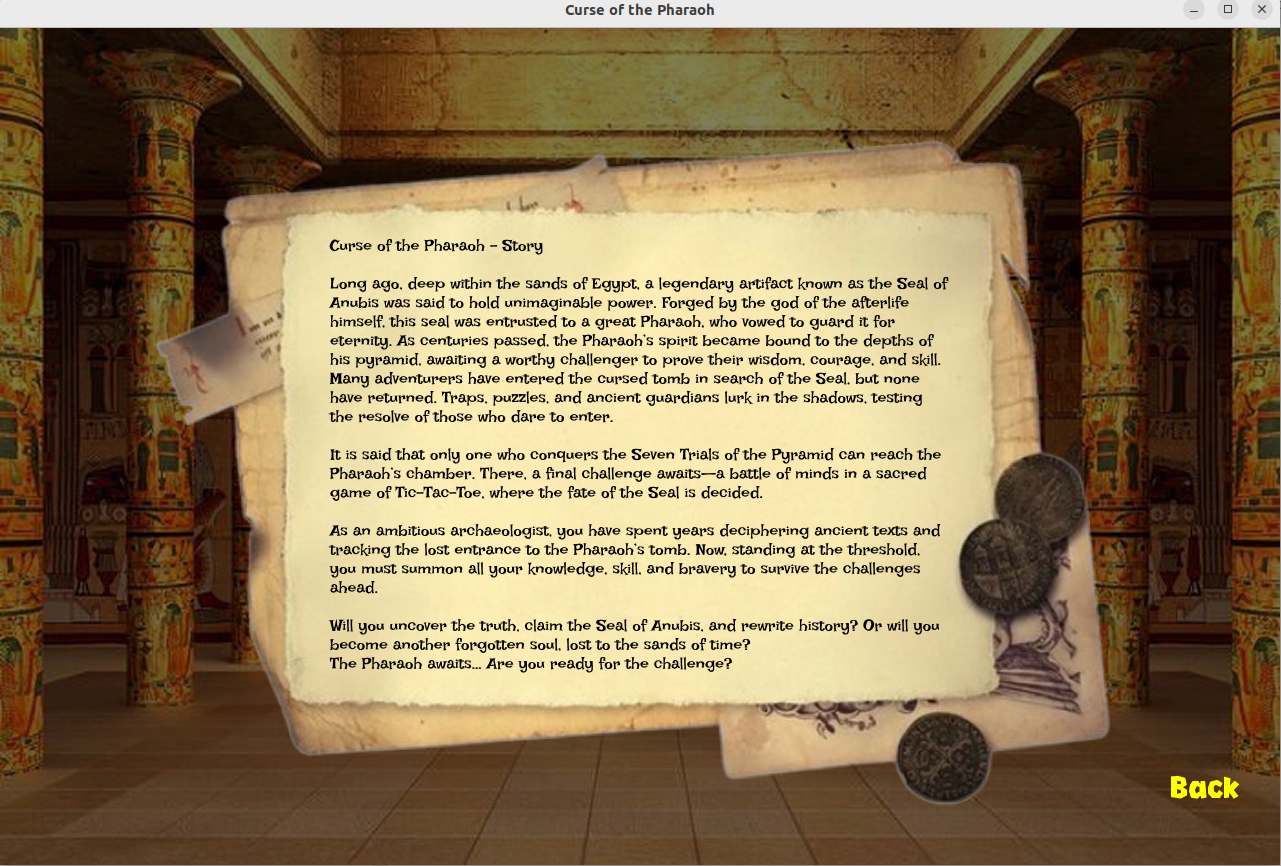 Curse of the Pharaoh
Curse of the Pharaoh - Story
Long ago, deep within the sands of Egypt, a legendary artifact known as the Seal of
Anubis was said to hold unimaginable power. Forged by the god of the afterlife
himself, this seal was entrusted to a great Pharaoh, who vowed to guard it for
eternity. As centuries passed, the Pharaoh's spirit became bound to the depths of
his pyramid, awaiting a worthy challenger to prove their wisdom, courage, and skill.
Many adventurers have entered the cursed tomb in search of the Seal, but none
have returned. Traps, puzzles, and ancient guardians lurk in the shadows, testing
the resolve of those who dare to enter.
It is said that only one who conquers the Seven Trials of the Pyramid can reach the
Pharaoh's chamber. There, a final challenge awaits—a battle of minds in a sacred
game of Tic-Tac-Toe, where the fate of the Seal is decided.
As an ambitious archaeologist, you have spent years deciphering ancient texts and
tracking the lost entrance to the Pharaoh's tomb. Now, standing at the threshold,
you must summon all your knowledge, skill, and bravery to survive the challenges
ahead.
Will you uncover the truth, claim the Seal of Anubis, and rewrite history? Or will you
become another forgotten soul, lost to the sands of time?
The Pharaoh awaits... Are you ready for the challenge?
Back